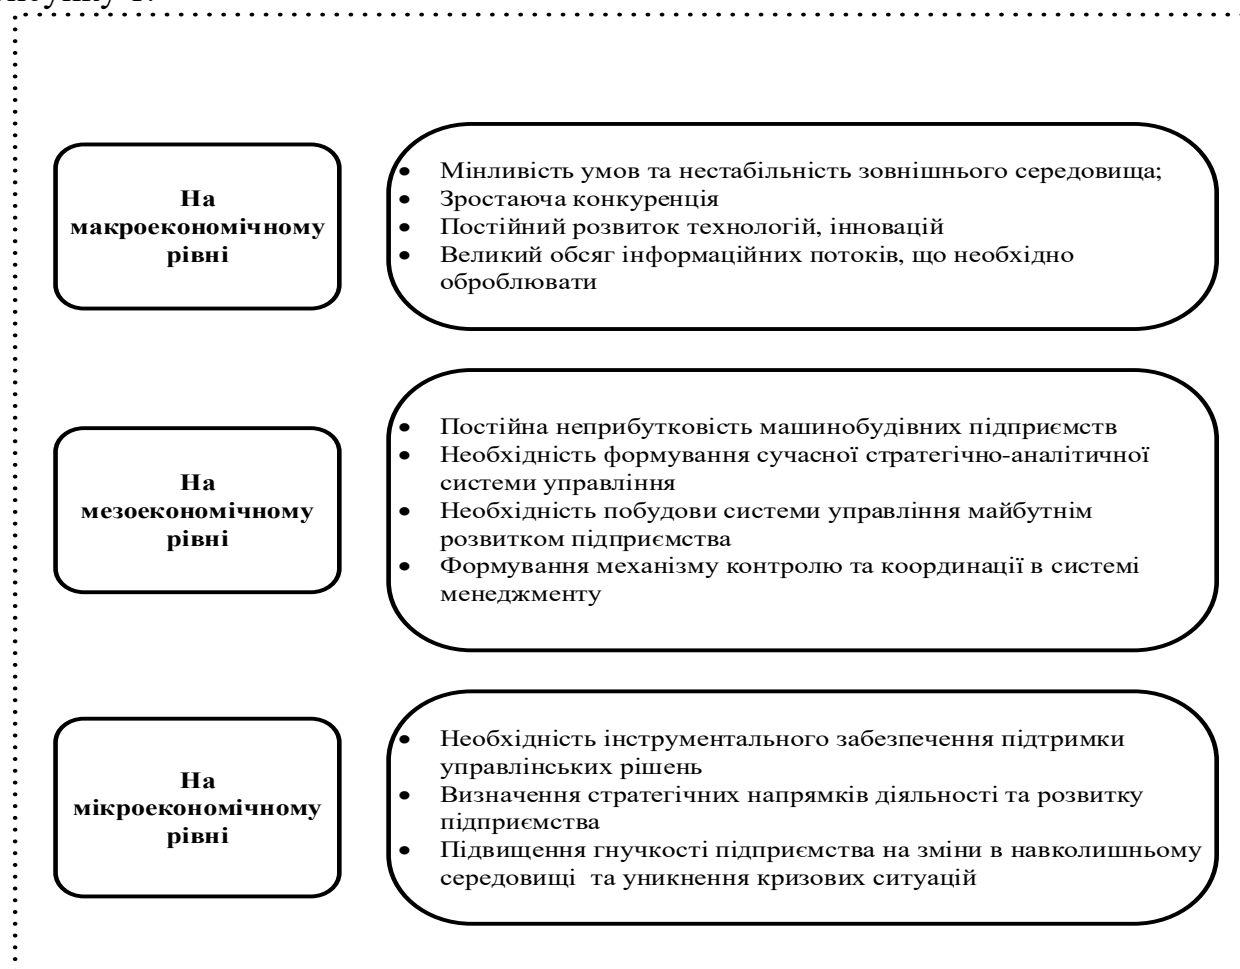 На
макроекономічному
рівні
• Мінливість умов та нестабільність зовнішнього середовища;
• Зростаюча конкуренція
• Постійний розвиток технологій, інновацій
• Великий обсяг інформаційних потоків, що необхідно
оброблювати
На
мезоекономічному
рівні
• Постійна неприбутковість машинобудівних підприємств
• Необхідність формування сучасної стратегічно-аналітичної
системи управління
• Необхідність побудови системи управління майбутнім
розвитком підприємства
• Формування механізму контролю та координації в системі
менеджменту
На
мікроекономічному
рівні
• Необхідність інструментального забезпечення підтримки
управлінських рішень
• Визначення стратегічних напрямків діяльності та розвитку
підприємства
• Підвищення гнучкості підприємства на зміни в навколишньому
середовищі та уникнення кризових ситуацій